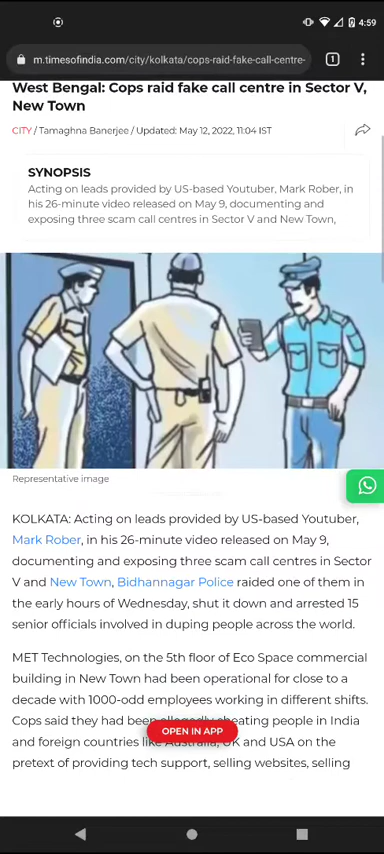 4:59
m.timesofindia.com/city/kolkata/cops-raid-fake-call-centre-
1
West Bengal: Cops raid fake call centre in Sector V,
New Town
CITY / Tamaghna Banerjee / Updated: May 12, 2022, 11:04 IST
SYNOPSIS
Acting on leads provided by US-based Youtuber, Mark Rober, in
his 26-minute video released on May 9, documenting and
exposing three scam call centres in Sector V and New Town,
Representative image
KOLKATA: Acting on leads provided by US-based Youtuber,
Mark Rober, in his 26-minute video released on May 9,
documenting and exposing three scam call centres in Sector
V and New Town, Bidhannagar Police raided one of them in
the early hours of Wednesday, shut it down and arrested 15
senior officials involved in duping people across the world.
MET Technologies, on the 5th floor of Eco Space commercial
building in New Town had been operational for close to a
decade with 1000-odd employees working in different shifts.
Cops said they had been allegedly cheating people in India
and foreign countries like Australia, UK and USA on the
OPEN IN APP
pretext of providing tech support, selling websites, selling